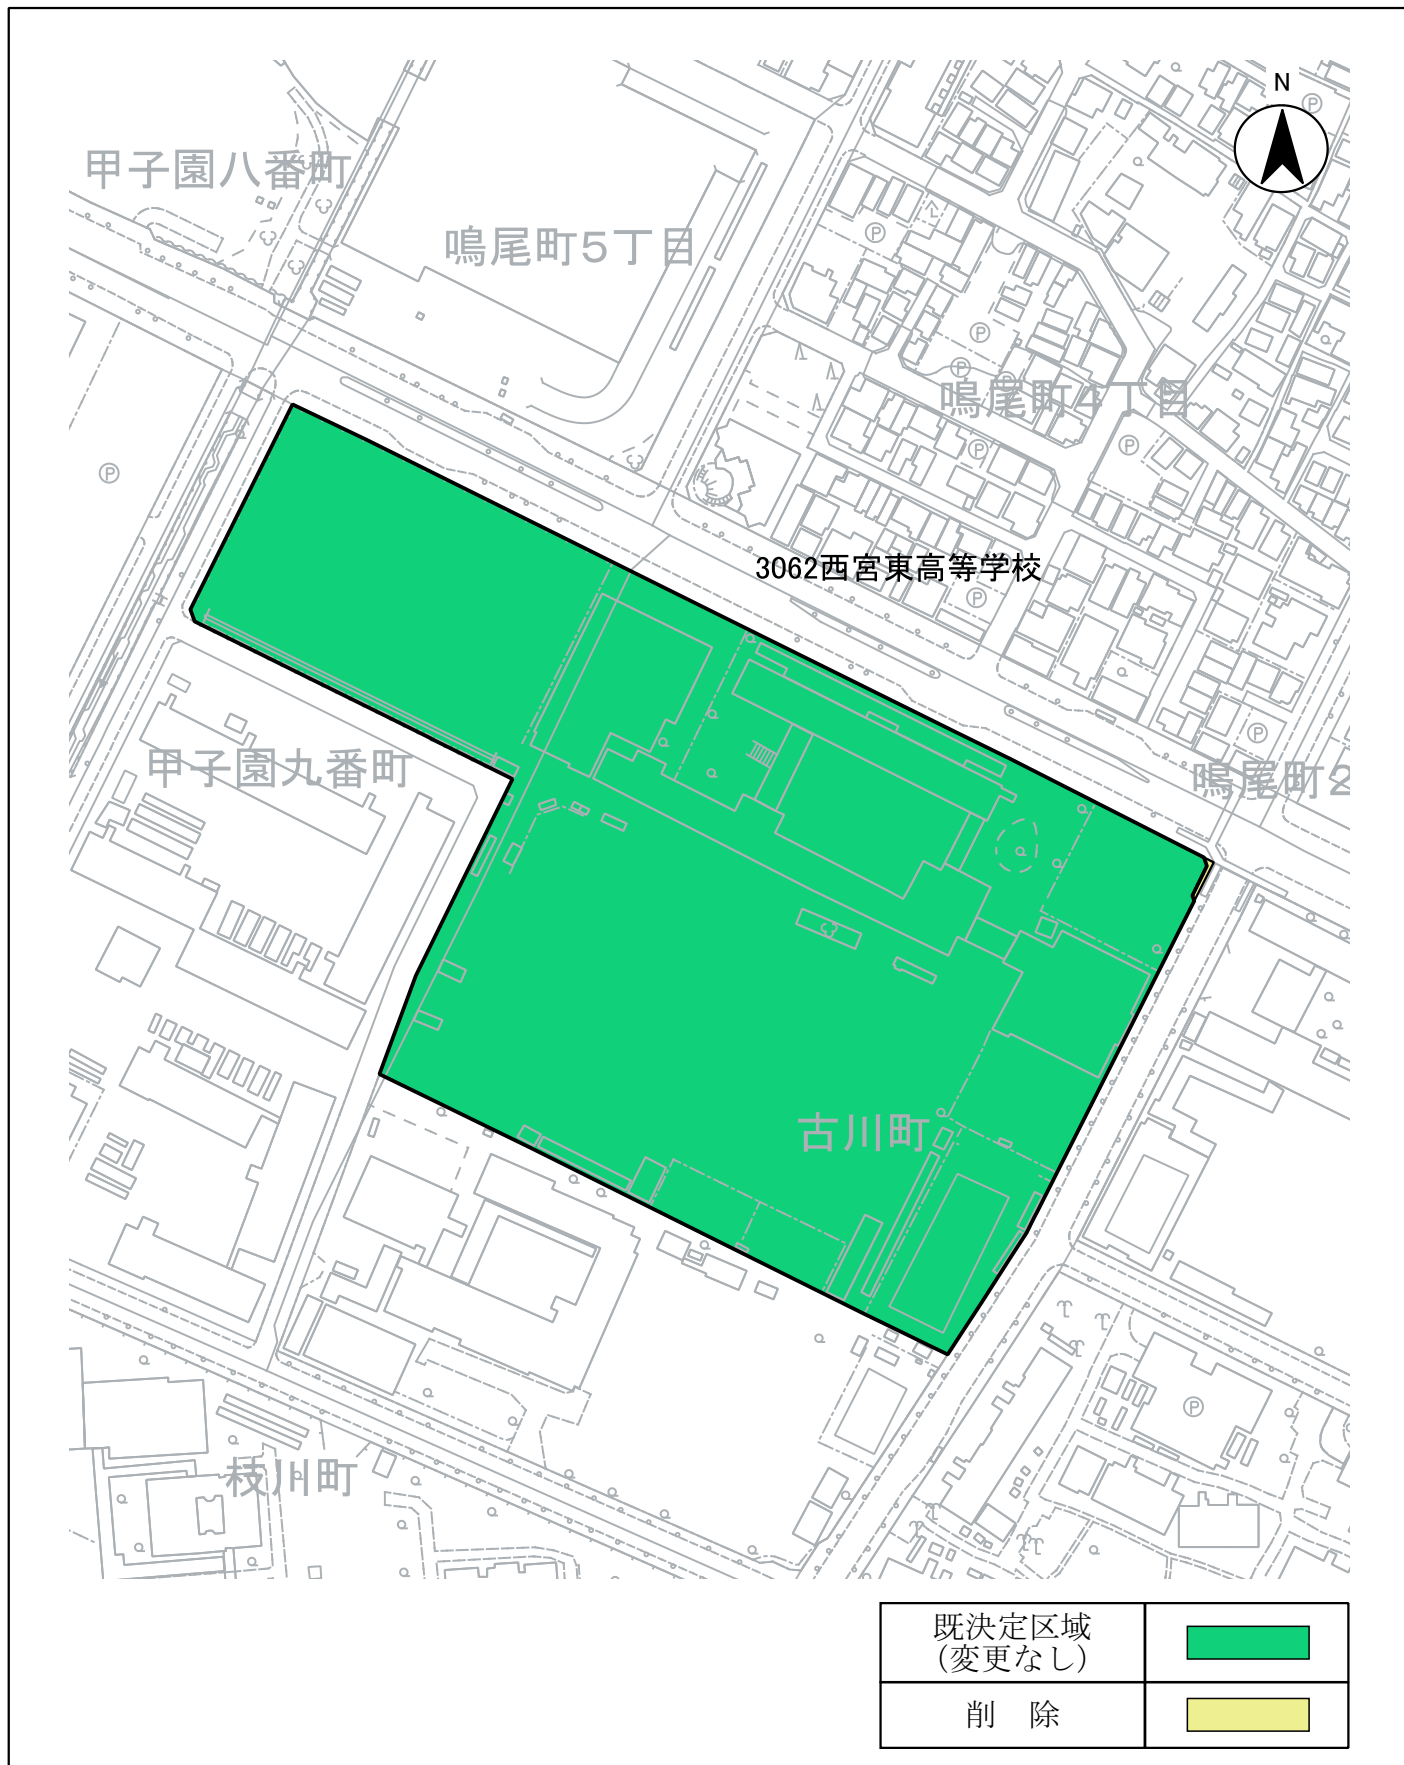 N
甲子園八番町
鳴尾町5丁目
鳴尾町4丁目
3062西宮東高等学校
甲子園九番町
鳴尾町2
古川町
枝川町
既決定区域
(変更なし)
削 除